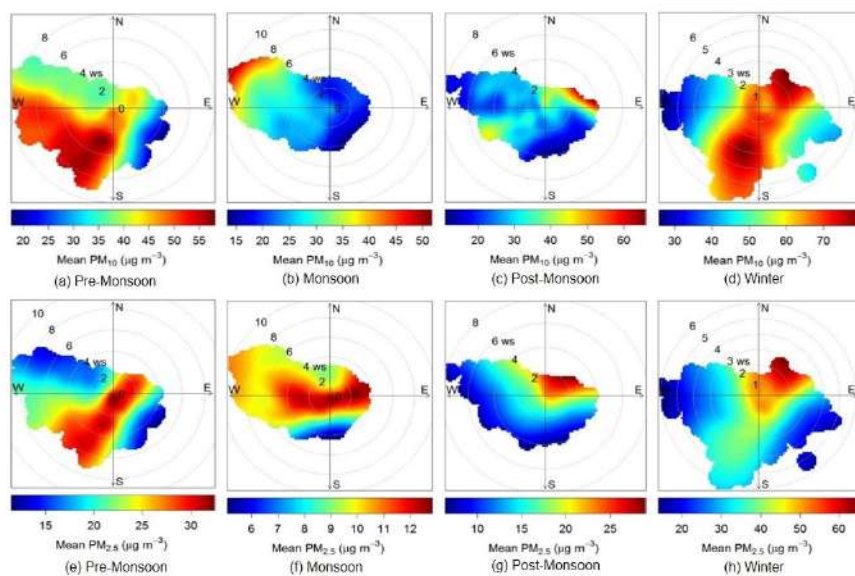 N
8
6
4 ws
2
0
W
E
S
20 25 30 35 40 45 50 55
Mean PM10 (μg m−3)
(a) Pre-Monsoon
N
10
8
6
4 ws
2
0
W
E
S
15 20 25 30 35 40 45 50
Mean PM10 (μg m−3)
(b) Monsoon
N
10
8
6 ws
4
2
W
E
S
20 30 40 50 60
Mean PM10 (μg m−3)
(c) Post-Monsoon
N
6
5
4
3 ws
2
1
W
E
S
30 40 50 60 70
Mean PM10 (μg m−3)
(d) Winter
N
8
6
4 ws
2
0
W
E
S
15 20 25 30
Mean PM2.5 (μg m−3)
(e) Pre-Monsoon
N
10
8
6
4 ws
2
0
W
E
S
6 7 8 9 10 11 12
Mean PM2.5 (μg m−3)
(f) Monsoon
N
10
8
6
4 ws
2
W
E
S
10 15 20 25
Mean PM2.5 (μg m−3)
(g) Post-Monsoon
N
6
5
4
3 ws
2
1
W
E
S
20 30 40 50 60
Mean PM2.5 (μg m−3)
(h) Winter